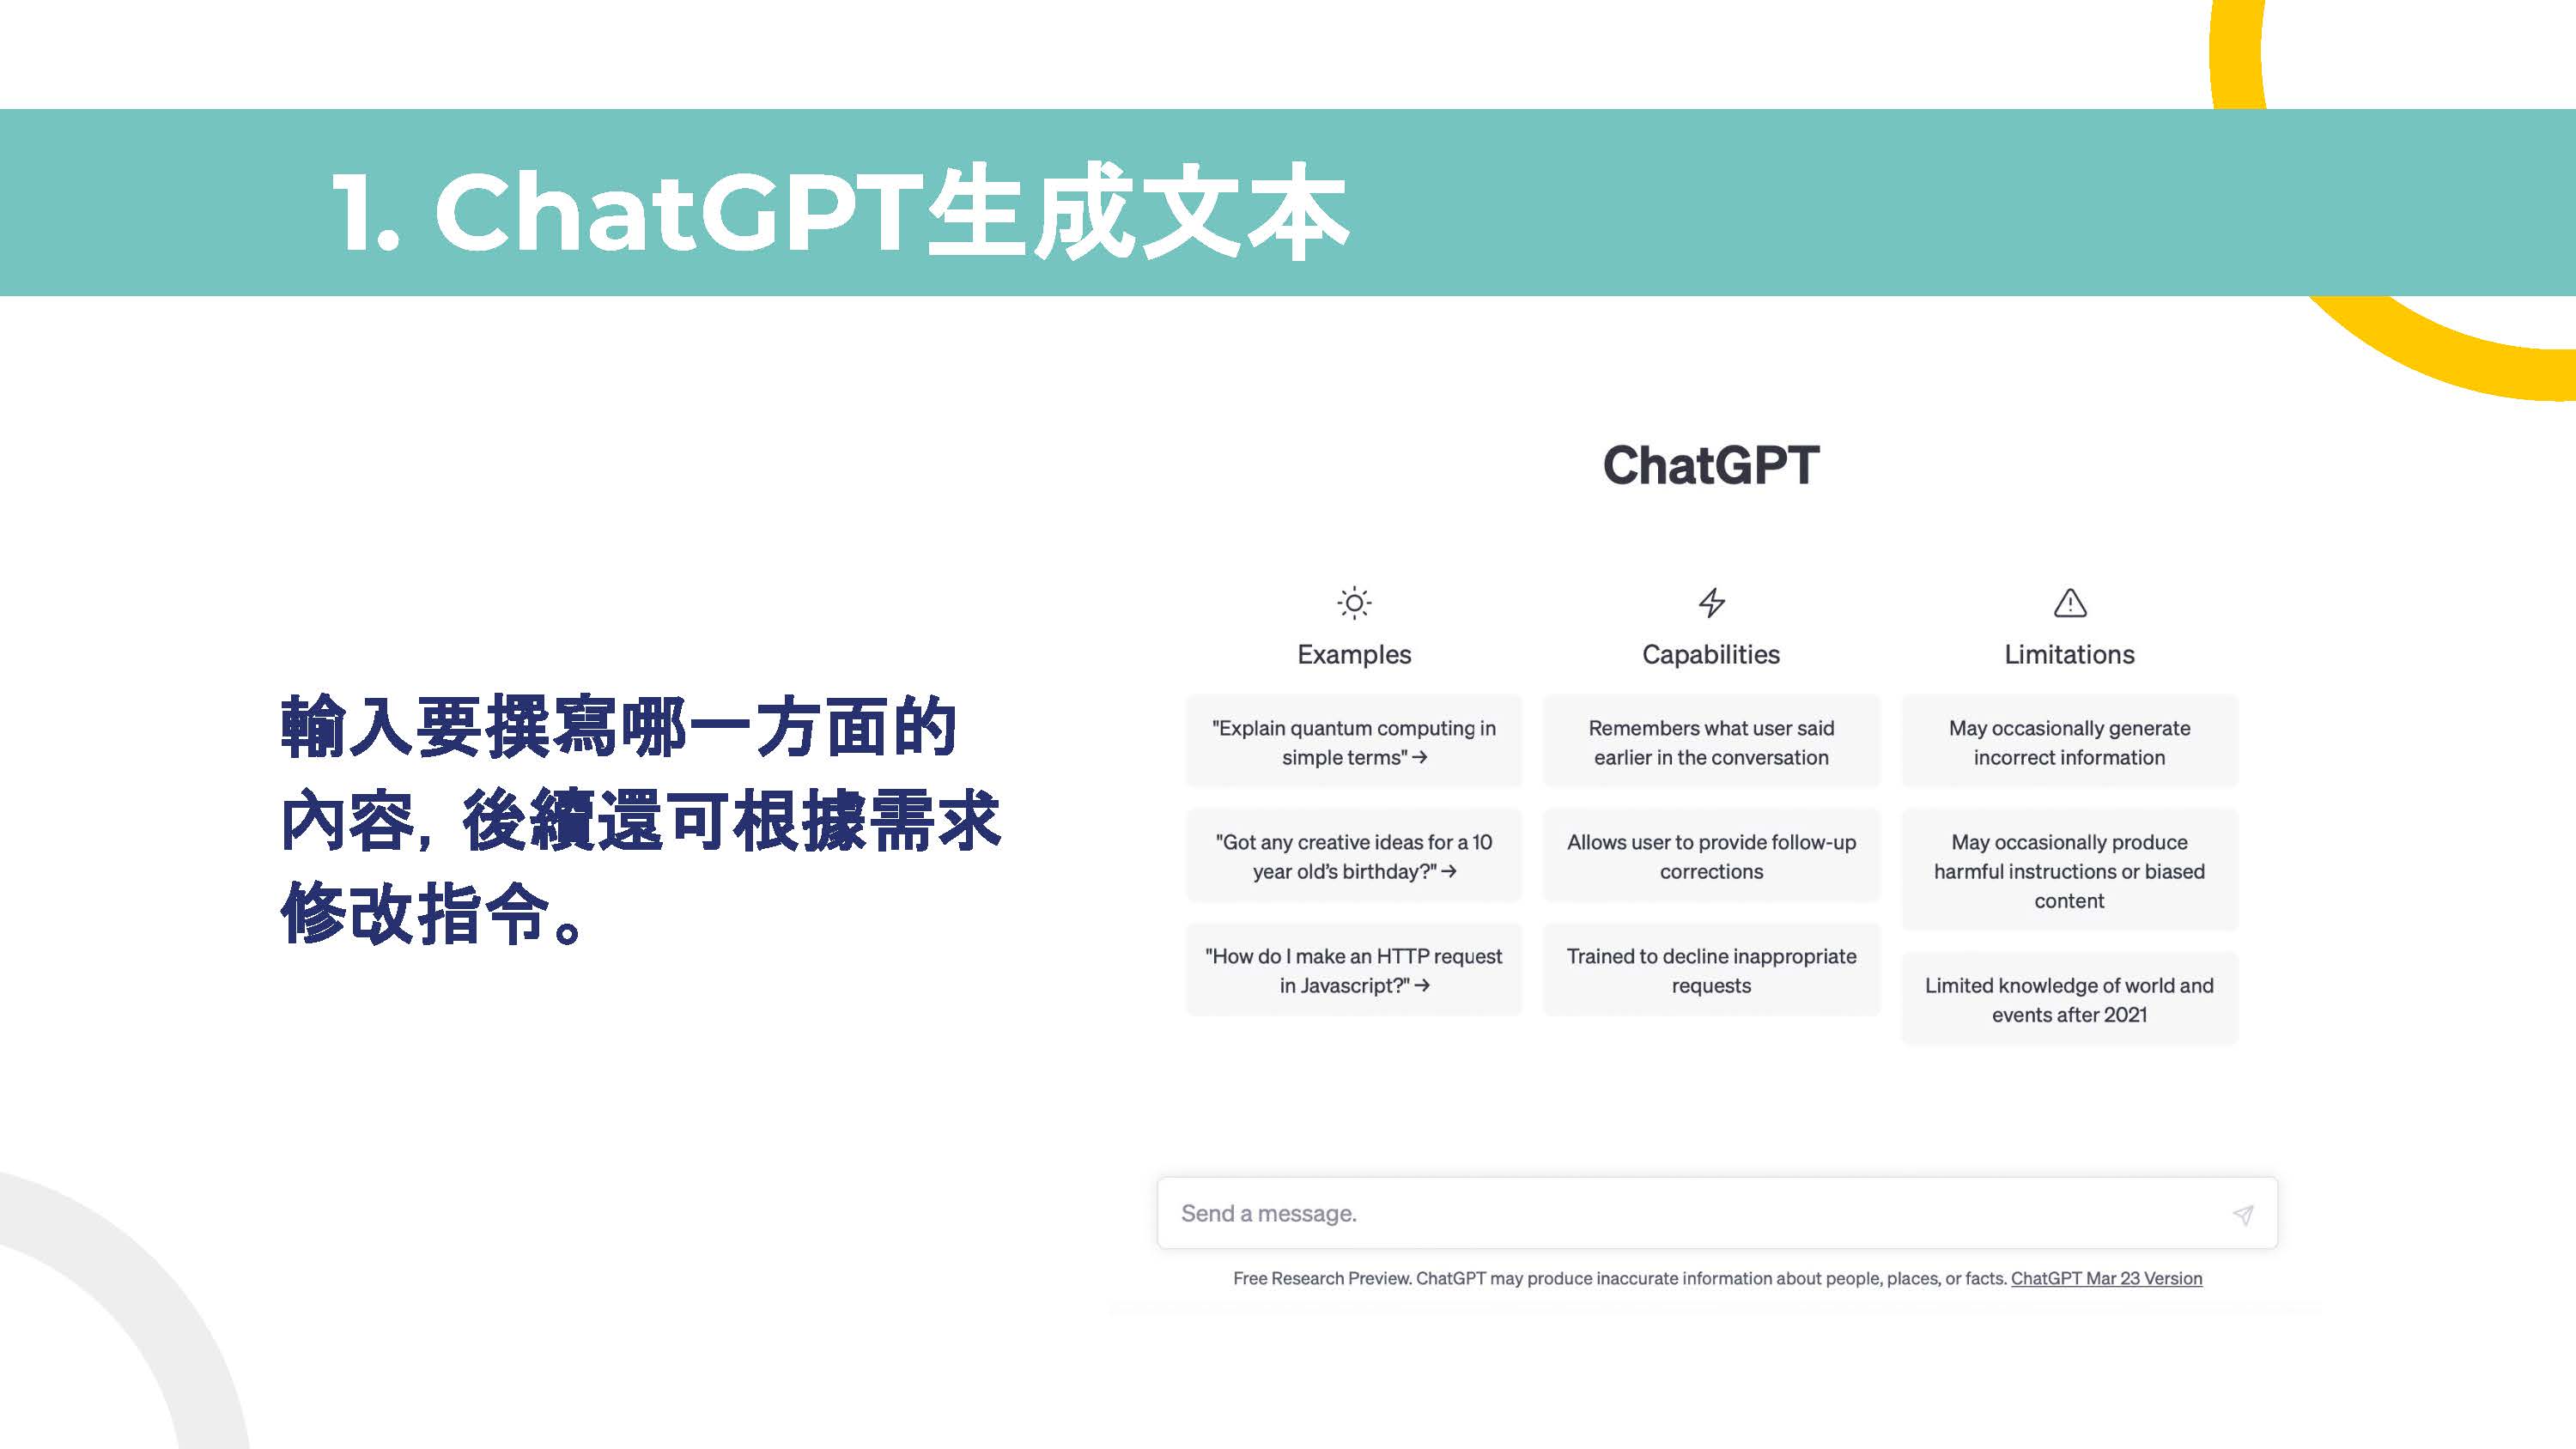 1. ChatGPT生成文本
輸入要撰寫哪一方面的
內容, 後續還可根據需求
修改指令。
ChatGPT
Examples
"Explain quantum computing in
simple terms" →
"Got any creative ideas for a 10
year old's birthday?" →
"How do I make an HTTP request
in Javascript?" →
Capabilities
Remembers what user said
earlier in the conversation
Allows user to provide follow-up
corrections
Trained to decline inappropriate
requests
Limitations
May occasionally generate
incorrect information
May occasionally produce
harmful instructions or biased
content
Limited knowledge of world and
events after 2021
Send a message.
Free Research Preview. ChatGPT may produce inaccurate information about people, places, or facts. ChatGPT Mar 23 Version